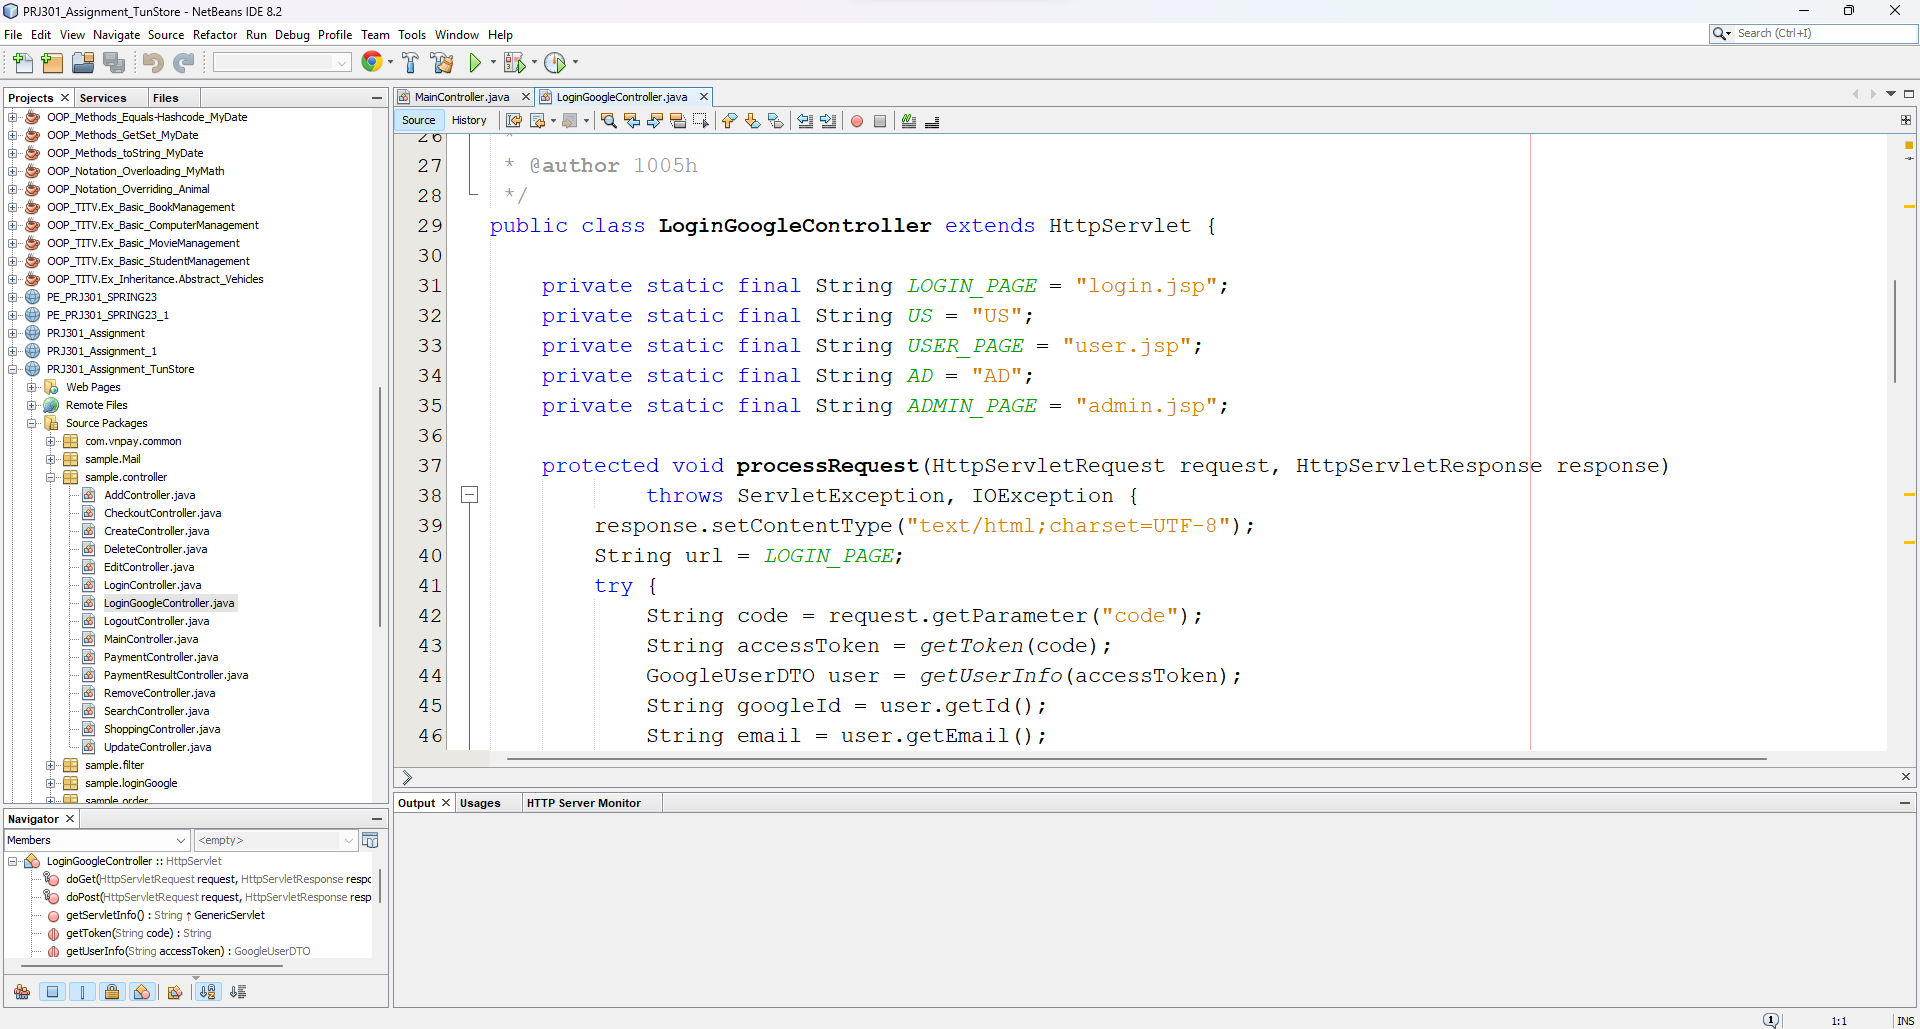 PRJ301_Assignment_TunStore - NetBeans IDE 8.2
File Edit View Navigate Source Refactor Run Debug Profile Team Tools Window Help
Search (Ctrl+I)
Projects Services Files
OOP_Methods_Equals-Hashcode_MyDate
OOP_Methods_GetSet_MyDate
OOP_Methods_toString_MyDate
OOP_Notation_Overloading_MyMath
OOP_Notation_Overriding_Animal
OOP_TITV.Ex_Basic_BookManagement
OOP_TITV.Ex_Basic_ComputerManagement
OOP_TITV.Ex_Basic_MovieManagement
OOP_TITV.Ex_Basic_StudentManagement
OOP_TITV.Ex_Inheritance.Abstract_Vehicles
PE_PRJ301_SPRING23
PE_PRJ301_SPRING23_1
PRJ301_Assignment
PRJ301_Assignment_1
PRJ301_Assignment_TunStore
Web Pages
Remote Files
Source Packages
com.vnpay.common
sample.Mail
sample.controller
AddController.java
CheckoutController.java
CreateController.java
DeleteController.java
EditController.java
LoginController.java
LoginGoogleController.java
LogoutController.java
MainController.java
PaymentController.java
PaymentResultController.java
RemoveController.java
SearchController.java
ShoppingController.java
UpdateController.java
sample.filter
sample.loginGoogle
sample.order
Navigator
Members <empty>
LoginGoogleController :: HttpServlet
doGet(HttpServletRequest request, HttpServletResponse respo
doPost(HttpServletRequest request, HttpServletResponse resp
getServletInfo() : String ↑ GenericServlet
getToken(String code) : String
getUserInfo(String accessToken) : GoogleUserDTO
MainController.java LoginGoogleController.java
Source History
26 *
27 * @author 1005h
28 */
29 public class LoginGoogleController extends HttpServlet {
30
31 private static final String LOGIN_PAGE = "login.jsp";
32 private static final String US = "US";
33 private static final String USER_PAGE = "user.jsp";
34 private static final String AD = "AD";
35 private static final String ADMIN_PAGE = "admin.jsp";
36
37 protected void processRequest(HttpServletRequest request, HttpServletResponse response)
38 throws ServletException, IOException {
39 response.setContentType("text/html;charset=UTF-8");
40 String url = LOGIN_PAGE;
41 try {
42 String code = request.getParameter("code");
43 String accessToken = getToken(code);
44 GoogleUserDTO user = getUserInfo(accessToken);
45 String googleId = user.getId();
46 String email = user.getEmail();
Output Usages HTTP Server Monitor
1:1 INS